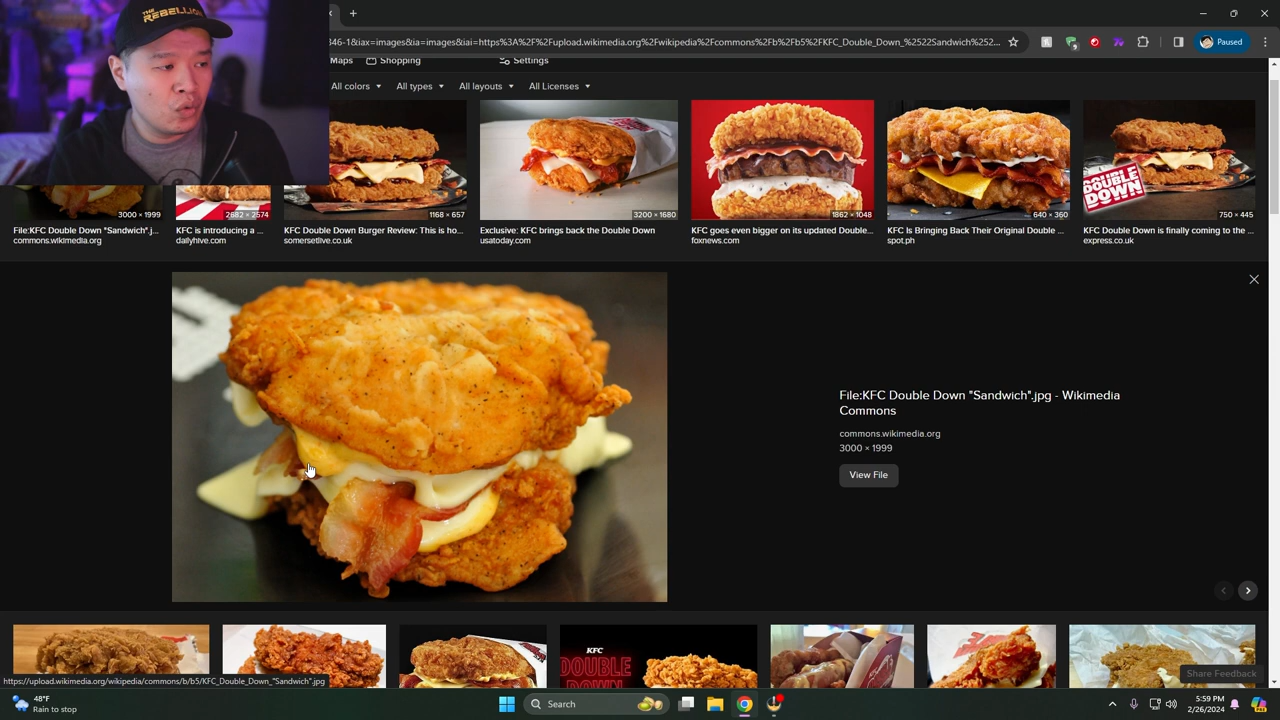 THE
REBELLION
346-1&iax=images&ia=images&iai=https%3A%2F%2Fupload.wikimedia.org%2Fwikipedia%2Fcommons%2Fb%2Fb5%2FKFC_Double_Down_%2522Sandwich%252...
Paused
Maps
Shopping
Settings
All colors
All types
All layouts
All Licenses
3000 × 1999
2682 × 2574
1168 × 657
3200 × 1680
1862 × 1048
640 × 360
DOUBLE
DOWN
750 × 445
File:KFC Double Down "Sandwich".j...
KFC is introducing a ...
KFC Double Down Burger Review: This is ho...
Exclusive: KFC brings back the Double Down
KFC goes even bigger on its updated Double...
KFC Is Bringing Back Their Original Double ...
KFC Double Down is finally coming to the ...
commons.wikimedia.org
dailyhive.com
somersetlive.co.uk
usatoday.com
foxnews.com
spot.ph
express.co.uk
File:KFC Double Down "Sandwich".jpg - Wikimedia
Commons
commons.wikimedia.org
3000 × 1999
View File
KFC
DOUBLE
DOWN
Share Feedback
https://upload.wikimedia.org/wikipedia/commons/b/b5/KFC_Double_Down_"Sandwich".jpg
48°F
Rain to stop
Search
5:59 PM
2/26/2024